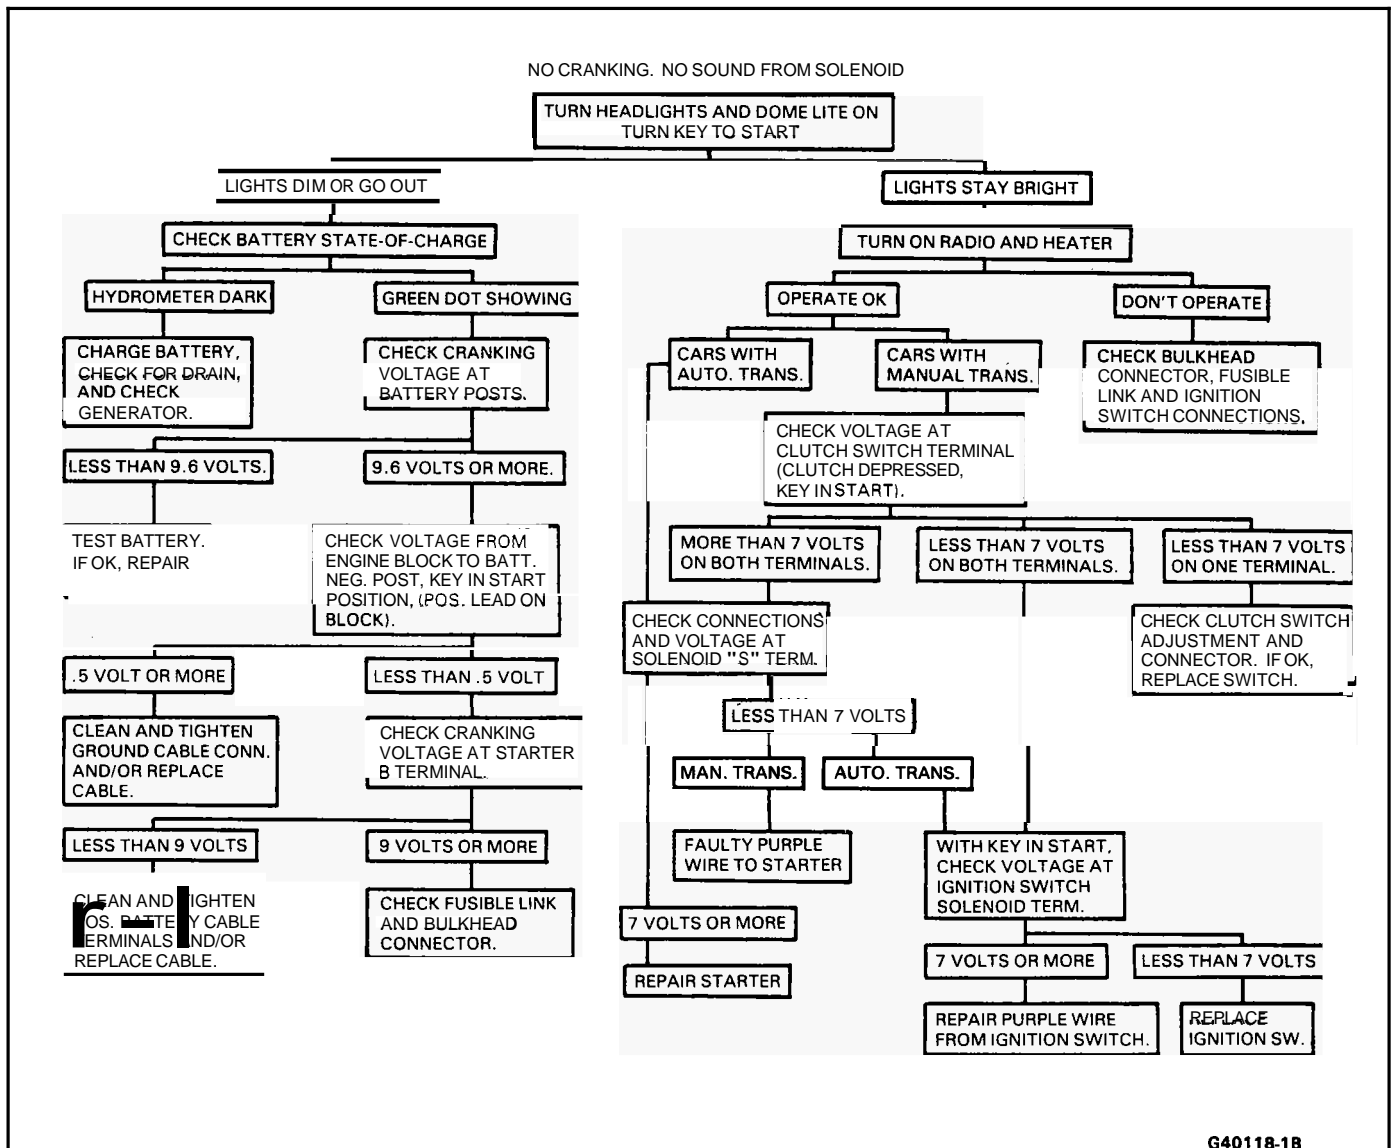 NO CRANKING. NO SOUND FROM SOLENOID
TURN HEADLIGHTS AND DOME LITE ON
TURN KEY TO START
LIGHTS DIM OR GO OUT
LIGHTS STAY BRIGHT
CHECK BATTERY STATE-OF-CHARGE
HYDROMETER DARK
GREEN DOT SHOWING
CHARGE BATTERY,
CHECK FOR DRAIN,
AND CHECK
GENERATOR.
CHECK CRANKING
VOLTAGE AT
BATTERY POSTS.
LESS THAN 9.6 VOLTS.
9.6 VOLTS OR MORE.
TEST BATTERY.
IF OK, REPAIR
CHECK VOLTAGE FROM
ENGINE BLOCK TO BATT.
NEG. POST, KEY IN START
POSITION, (POS. LEAD ON
BLOCK).
.5 VOLT OR MORE
LESS THAN .5 VOLT
CLEAN AND TIGHTEN
GROUND CABLE CONN.
AND/OR REPLACE
CABLE.
CHECK CRANKING
VOLTAGE AT STARTER
B TERMINAL.
LESS THAN 9 VOLTS
9 VOLTS OR MORE
CLEAN AND TIGHTEN
POS. BATTERY CABLE
TERMINALS AND/OR
REPLACE CABLE.
CHECK FUSIBLE LINK
AND BULKHEAD
CONNECTOR.
TURN ON RADIO AND HEATER
OPERATE OK
DON'T OPERATE
CARS WITH
AUTO. TRANS.
CARS WITH
MANUAL TRANS.
CHECK BULKHEAD
CONNECTOR, FUSIBLE
LINK AND IGNITION
SWITCH CONNECTIONS.
CHECK VOLTAGE AT
CLUTCH SWITCH TERMINAL
(CLUTCH DEPRESSED,
KEY IN START).
MORE THAN 7 VOLTS
ON BOTH TERMINALS.
LESS THAN 7 VOLTS
ON BOTH TERMINALS.
LESS THAN 7 VOLTS
ON ONE TERMINAL.
CHECK CONNECTIONS
AND VOLTAGE AT
SOLENOID "S" TERM.
CHECK CLUTCH SWITCH
ADJUSTMENT AND
CONNECTOR. IF OK,
REPLACE SWITCH.
LESS THAN 7 VOLTS
MAN. TRANS.
AUTO. TRANS.
FAULTY PURPLE
WIRE TO STARTER
WITH KEY IN START,
CHECK VOLTAGE AT
IGNITION SWITCH
SOLENOID TERM.
7 VOLTS OR MORE
REPAIR STARTER
7 VOLTS OR MORE
LESS THAN 7 VOLTS
REPAIR PURPLE WIRE
FROM IGNITION SWITCH.
REPLACE
IGNITION SW.
G40118-1B